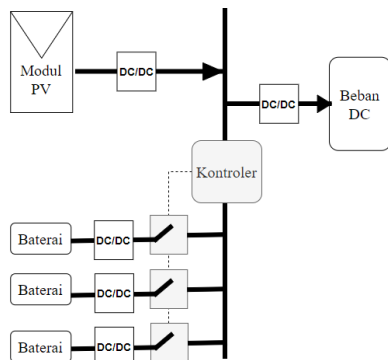 Modul
PV
DC/DC
DC/DC
Beban
DC
Kontroler
Baterai
DC/DC
Baterai
DC/DC
Baterai
DC/DC